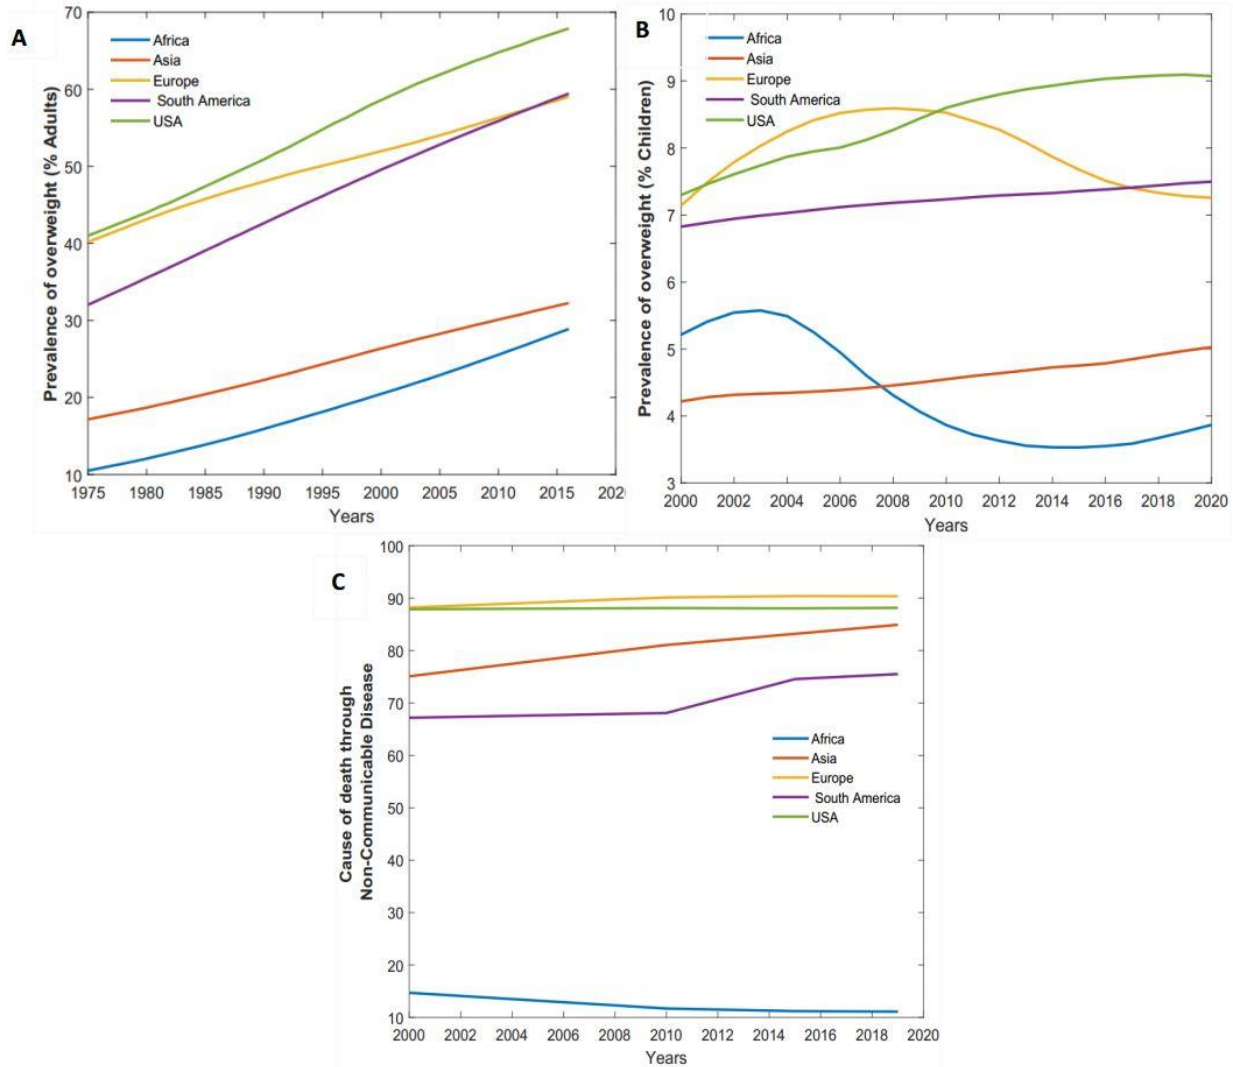 A
70
60
50
40
30
20
10
Prevalence of overweight (% Adults)
Africa
Asia
Europe
South America
USA
1975 1980 1985 1990 1995 2000 2005 2010 2015 202
Years
B
10
9
8
7
6
5
4
3
Prevalence of overweight (% Children)
Africa
Asia
Europe
South America
USA
2000 2002 2004 2006 2008 2010 2012 2014 2016 2018 2020
Years
C
100
90
80
70
60
50
40
30
20
10
Cause of death through
Non-Communicable Disease
Africa
Asia
Europe
South America
USA
2000 2002 2004 2006 2008 2010 2012 2014 2016 2018 2020
Years